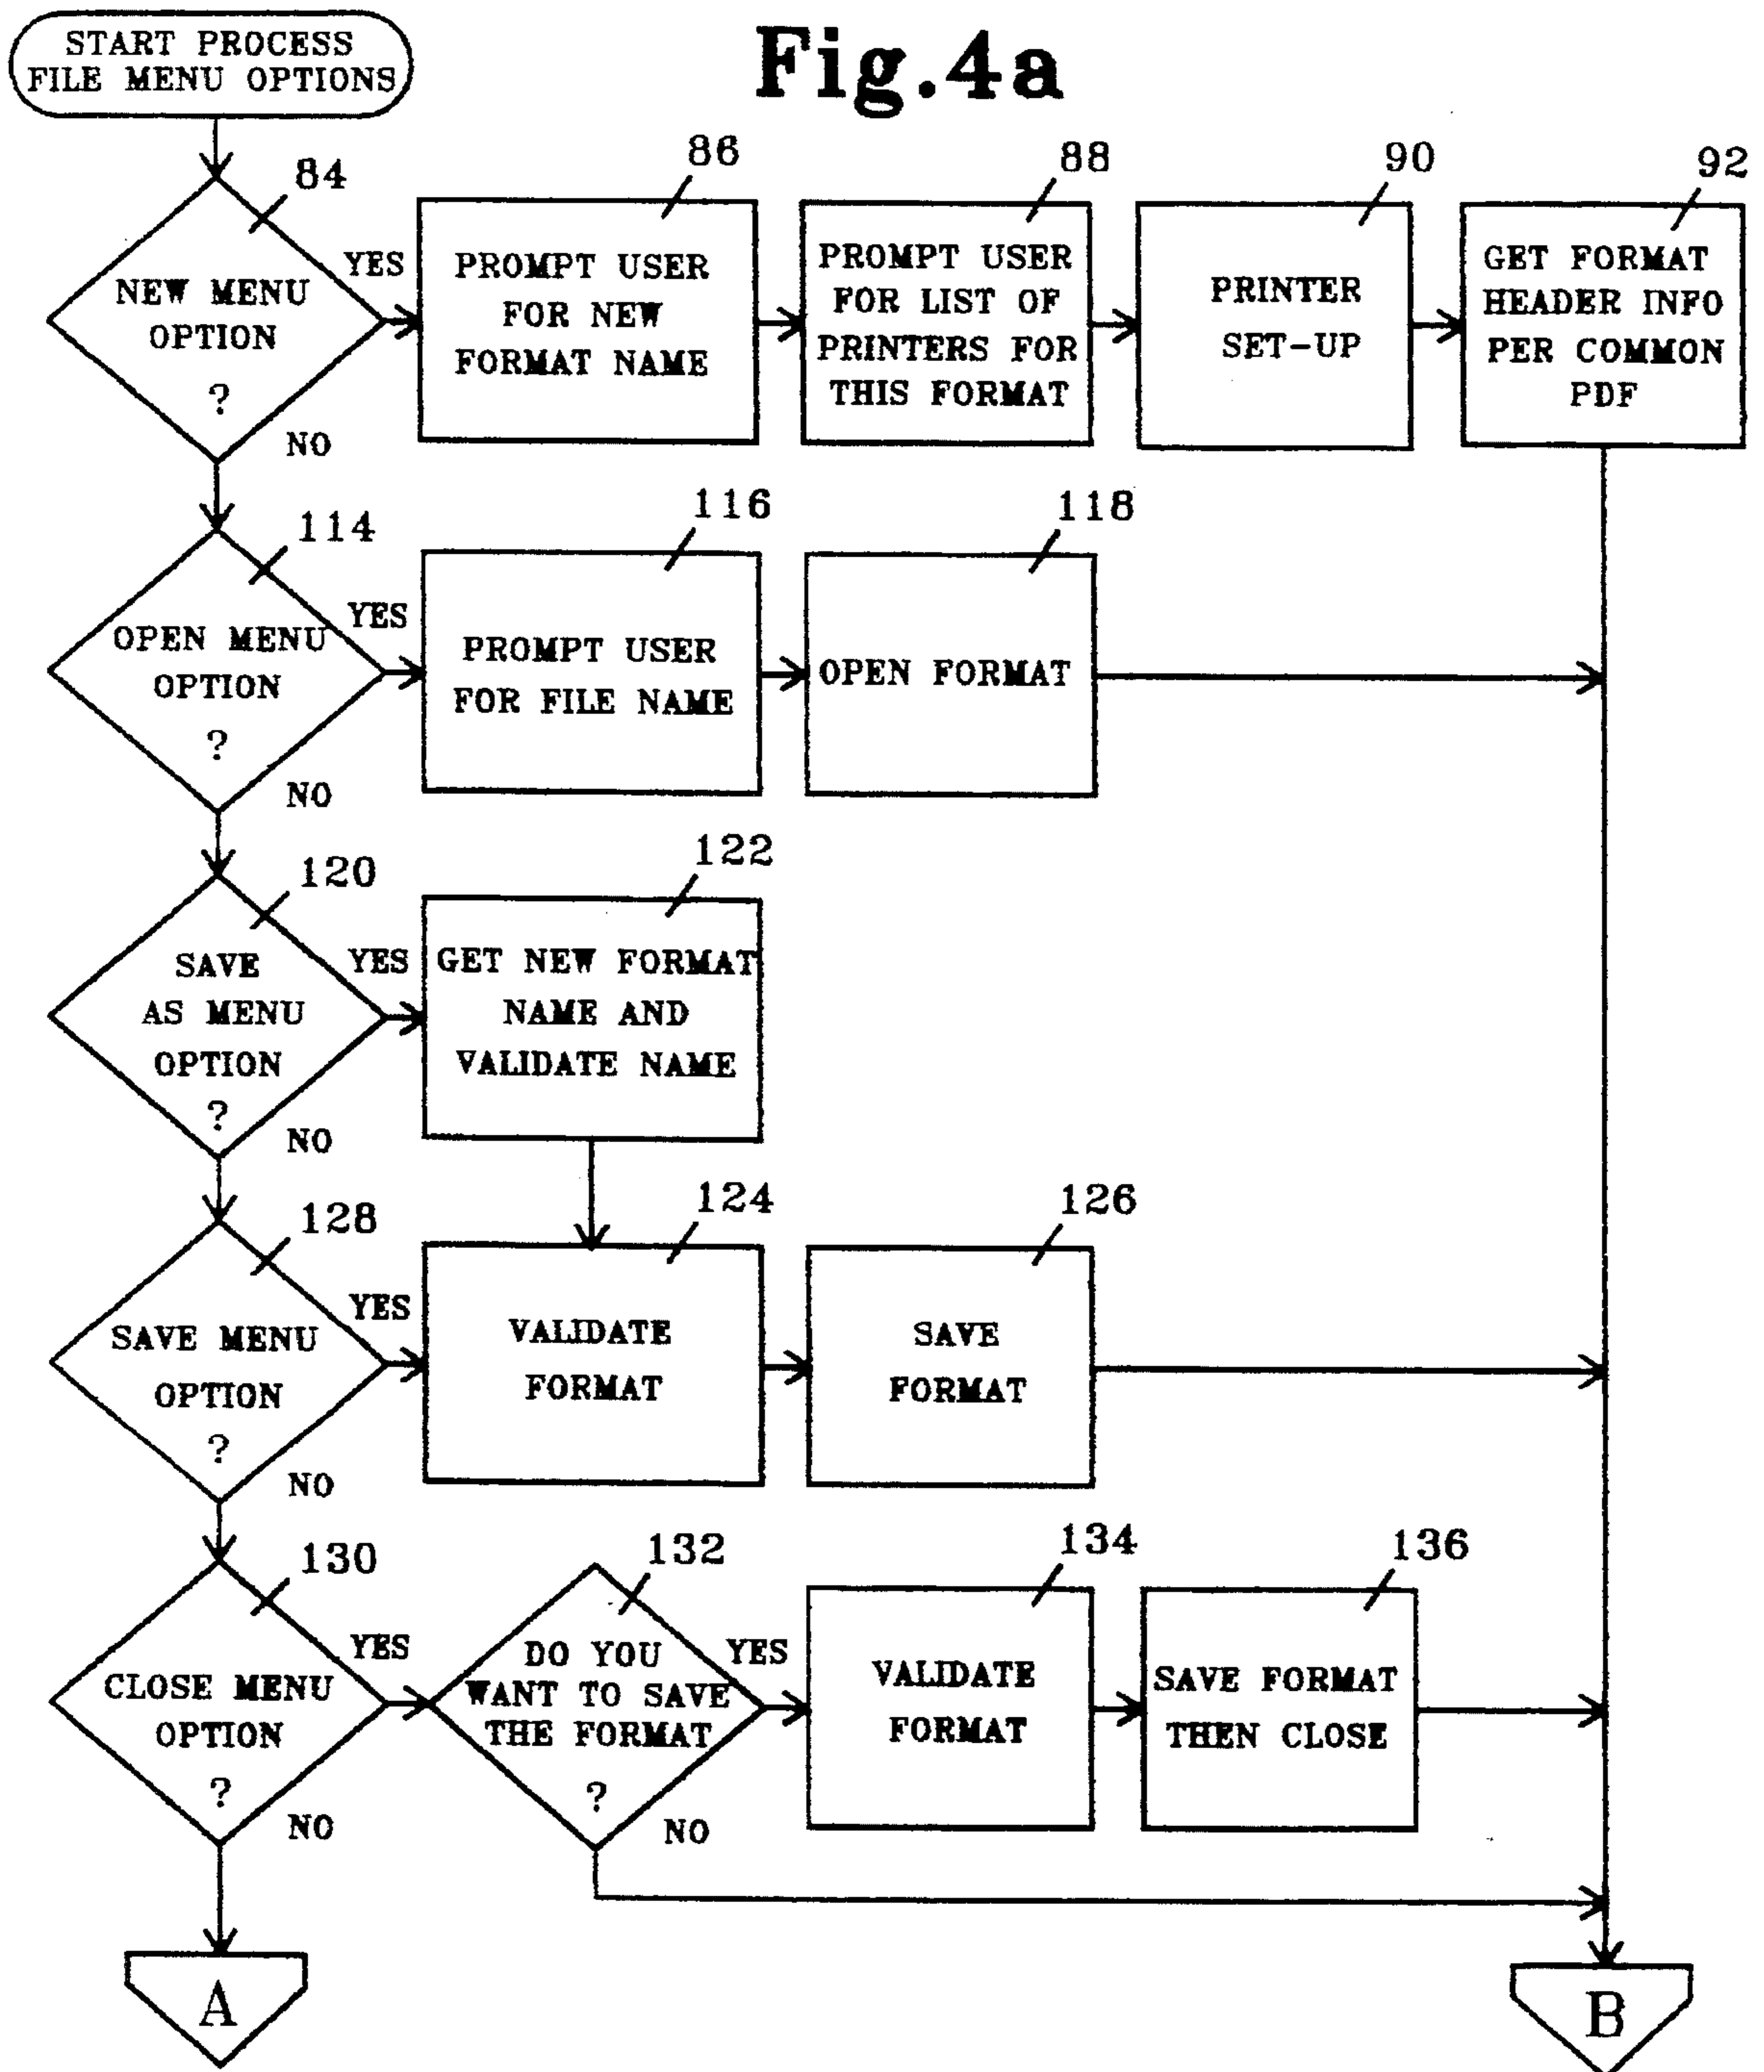 START PROCESS
FILE MENU OPTIONS
Fig.4a
84
NEW MENU
OPTION
?
YES
NO
86
PROMPT USER
FOR NEW
FORMAT NAME
88
PROMPT USER
FOR LIST OF
PRINTERS FOR
THIS FORMAT
90
PRINTER
SET-UP
92
GET FORMAT
HEADER INFO
PER COMMON
PDF
114
OPEN MENU
OPTION
?
YES
NO
116
PROMPT USER
FOR FILE NAME
118
OPEN FORMAT
120
SAVE
AS MENU
OPTION
?
YES
NO
122
GET NEW FORMAT
NAME AND
VALIDATE NAME
128
SAVE MENU
OPTION
?
YES
NO
124
VALIDATE
FORMAT
126
SAVE
FORMAT
130
CLOSE MENU
OPTION
?
YES
NO
132
DO YOU
WANT TO SAVE
THE FORMAT
?
YES
NO
134
VALIDATE
FORMAT
136
SAVE FORMAT
THEN CLOSE
A
B